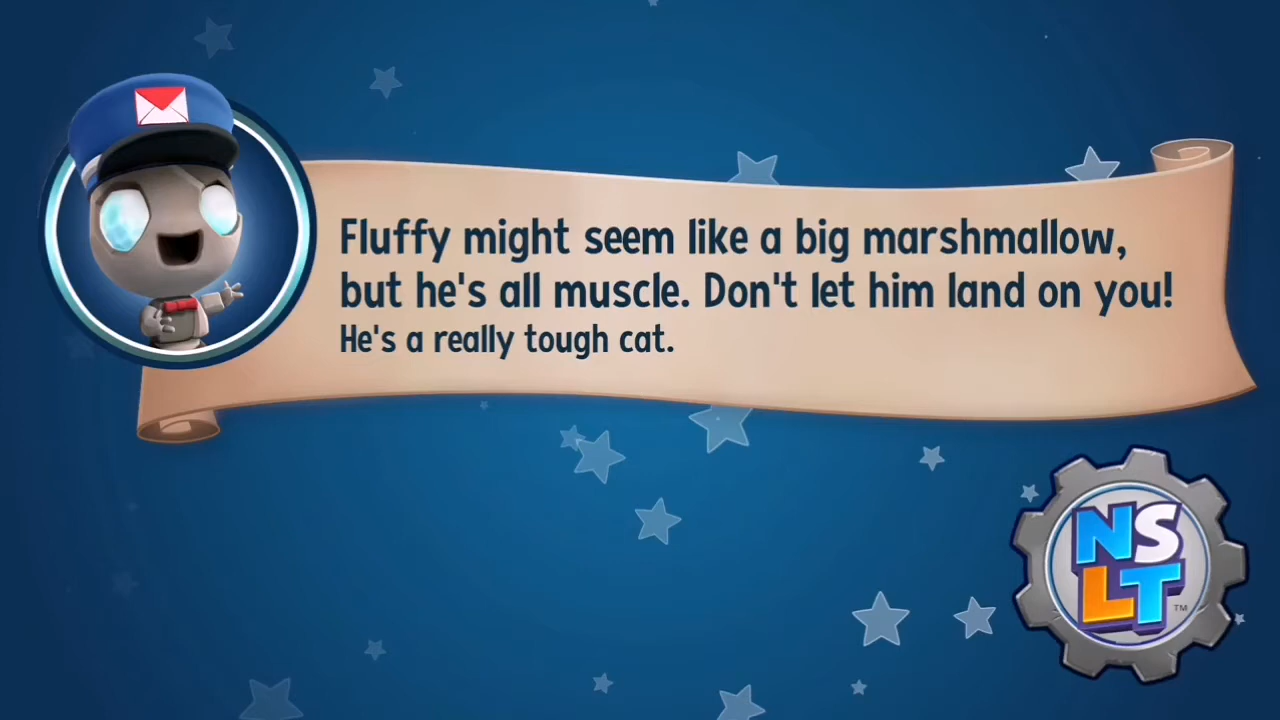 Fluffy might seem like a big marshmallow,
but he's all muscle. Don't let him land on you!
He's a really tough cat.
NS
LT
TM